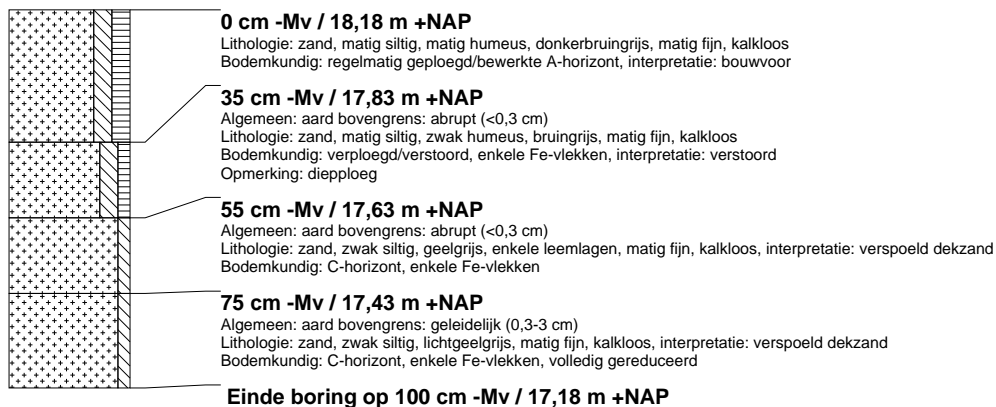 0 cm -Mv / 18,18 m +NAP
Lithologie: zand, matig siltig, matig humeus, donkerbruingrijs, matig fijn, kalkloos
Bodemkundig: regelmatig geploegd/bewerkte A-horizont, interpretatie: bouwvoor
35 cm -Mv / 17,83 m +NAP
Algemeen: aard bovengrens: abrupt (<0,3 cm)
Lithologie: zand, matig siltig, zwak humeus, bruingrijs, matig fijn, kalkloos
Bodemkundig: verploegd/verstoord, enkele Fe-vlekken, interpretatie: verstoord
Opmerking: diepploeg
55 cm -Mv / 17,63 m +NAP
Algemeen: aard bovengrens: abrupt (<0,3 cm)
Lithologie: zand, zwak siltig, geelgrijs, enkele leemlagen, matig fijn, kalkloos, interpretatie: verspoeld dekzand
Bodemkundig: C-horizont, enkele Fe-vlekken
75 cm -Mv / 17,43 m +NAP
Algemeen: aard bovengrens: geleidelijk (0,3-3 cm)
Lithologie: zand, zwak siltig, lichtgeelgrijs, matig fijn, kalkloos, interpretatie: verspoeld dekzand
Bodemkundig: C-horizont, enkele Fe-vlekken, volledig gereduceerd
Einde boring op 100 cm -Mv / 17,18 m +NAP